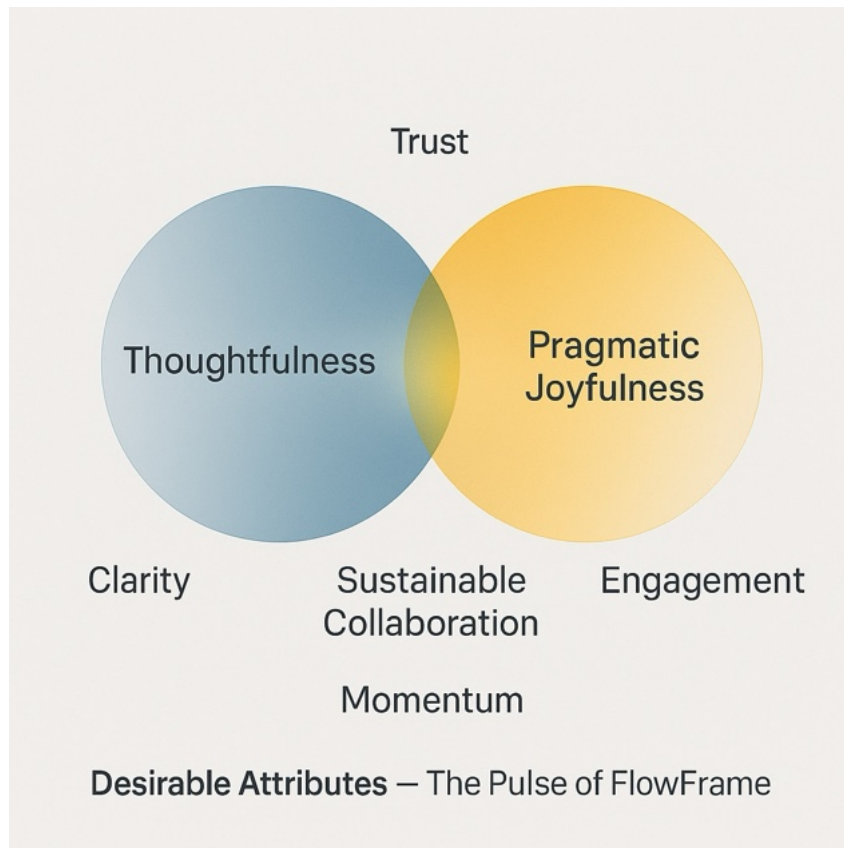 Trust
Thoughtfulness
Pragmatic
Joyfulness
Clarity
Sustainable
Collaboration
Engagement
Momentum
Desirable Attributes – The Pulse of FlowFrame